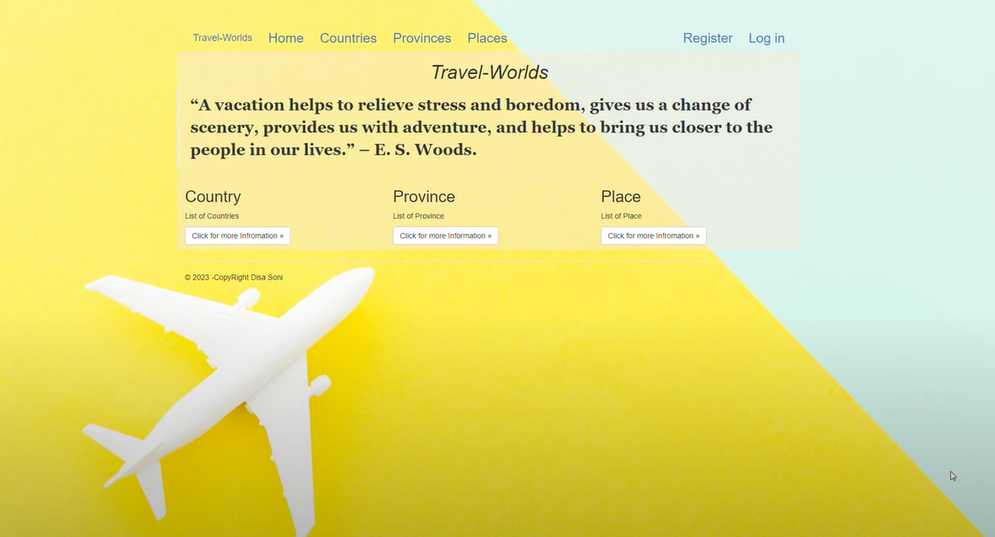 Travel-Worlds Home Countries Provinces Places Register Log in
Travel-Worlds
“A vacation helps to relieve stress and boredom, gives us a change of
scenery, provides us with adventure, and helps to bring us closer to the
people in our lives.” – E. S. Woods.
Country Province Place
List of Countries List of Province List of Place
Click for more Infromation » Click for more Infromation » Click for more Infromation »
© 2023 -CopyRight Disa Soni